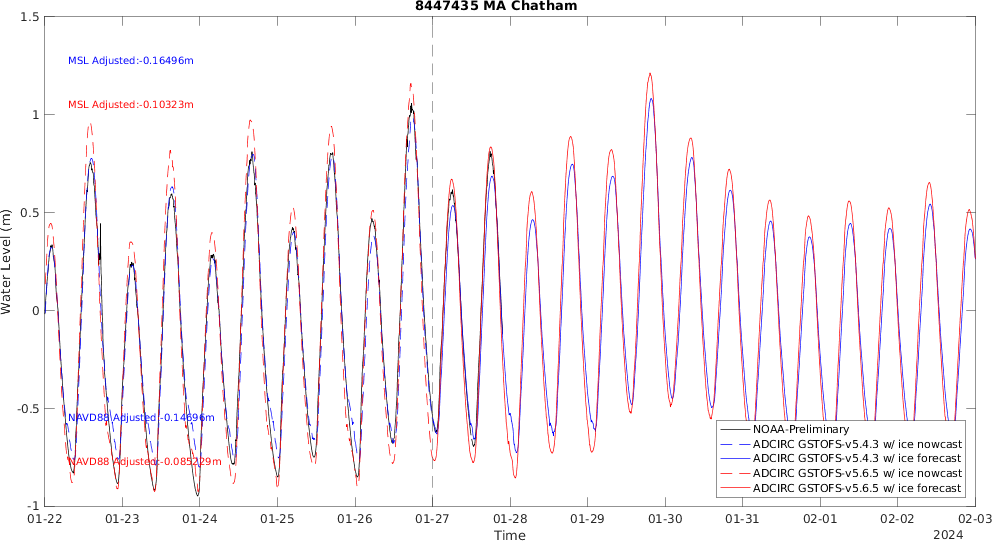 8447435 MA Chatham
1.5
MSL Adjusted:-0.16496m
MSL Adjusted:-0.10323m
1
0.5
Water Level (m)
0
-0.5
NAVD88 Adjusted:-0.14696m
NAVD88 Adjusted:-0.085229m
-1
NOAA-Preliminary
ADCIRC GSTOFS-v5.4.3 w/ ice nowcast
ADCIRC GSTOFS-v5.4.3 w/ ice forecast
ADCIRC GSTOFS-v5.6.5 w/ ice nowcast
ADCIRC GSTOFS-v5.6.5 w/ ice forecast
01-22 01-23 01-24 01-25 01-26 01-27 01-28 01-29 01-30 01-31 02-01 02-02 02-03
Time
2024